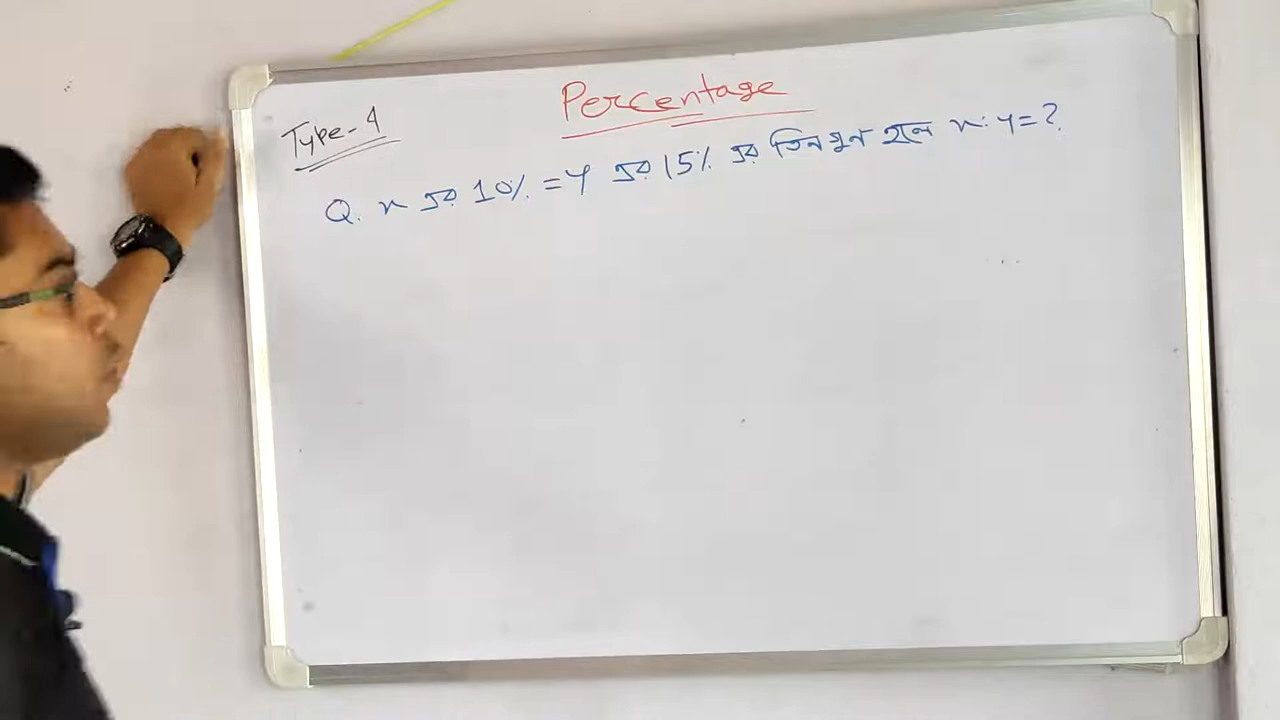 Percentage
Type-4
Q. x এর 10% = y এর 15% এর তিনগুন হলে x:y=?